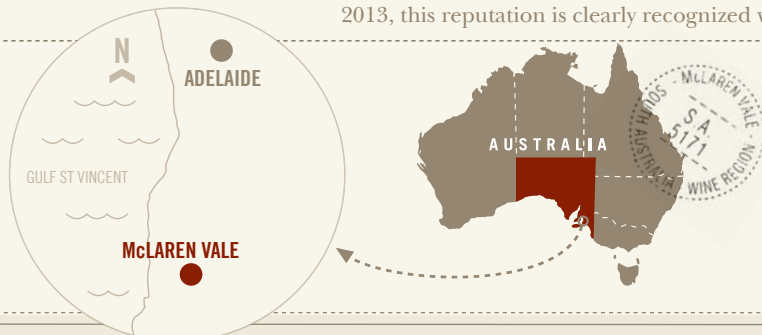 2013, this reputation is clearly recognized
N
ADELAIDE
GULF ST VINCENT
McLAREN VALE
AUSTRALIA
McLAREN VALE - SOUTH AUSTRALIA - WINE REGION
S A
5171